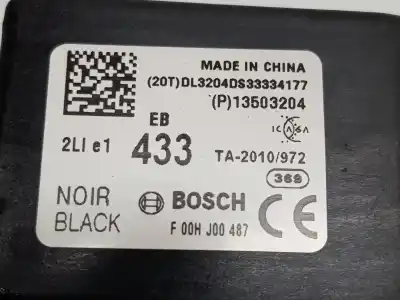 MADE IN CHINA
(20T)DL3204DS33334177
(P)13503204
EB
ICASA
2LI e1 433 TA-2010/972
368
NOIR
BLACK
BOSCH CE
F 00H J00 487